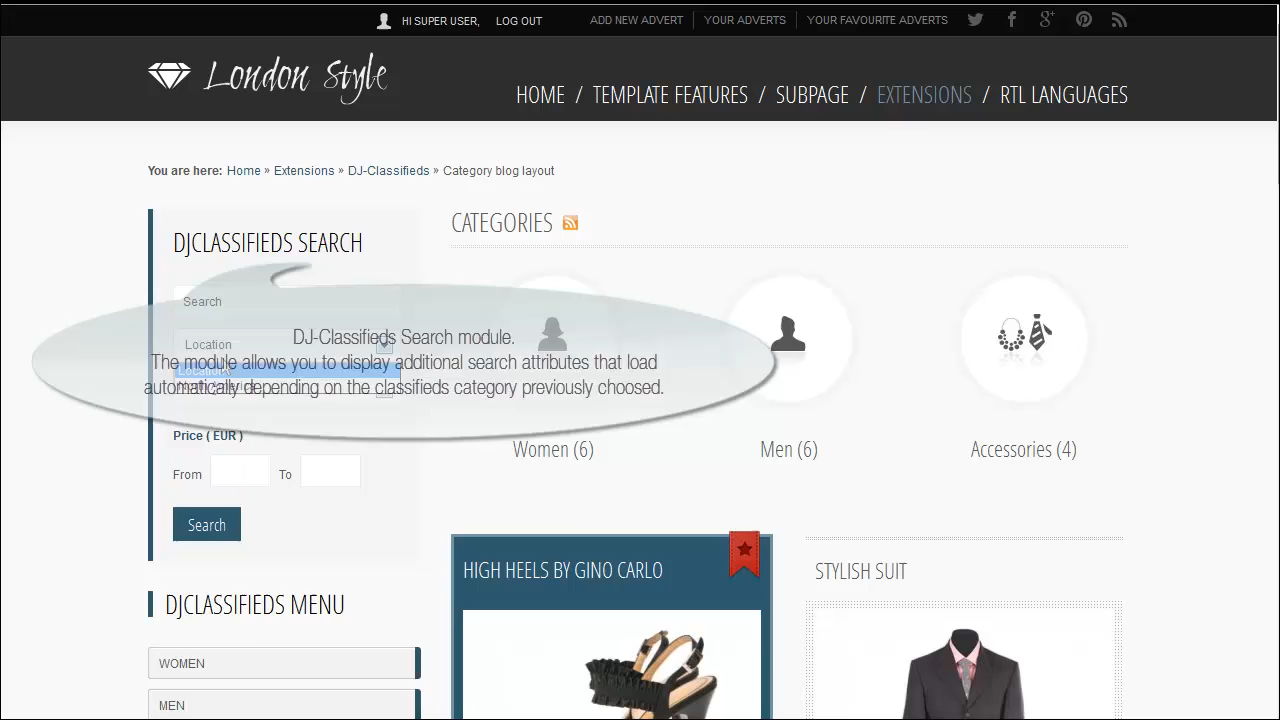 HI SUPER USER, LOG OUT ADD NEW ADVERT YOUR ADVERTS YOUR FAVOURITE ADVERTS
London Style
HOME / TEMPLATE FEATURES / SUBPAGE / EXTENSIONS / RTL LANGUAGES
You are here: Home » Extensions » DJ-Classifieds » Category blog layout
DJCLASSIFIEDS SEARCH
Search
Location
Location
DJ-Classifieds Search module.
The module allows you to display additional search attributes that load
automatically depending on the classifieds category previously choosed.
Price ( EUR )
From To
Search
CATEGORIES
Women (6) Men (6) Accessories (4)
HIGH HEELS BY GINO CARLO
STYLISH SUIT
DJCLASSIFIEDS MENU
WOMEN
MEN